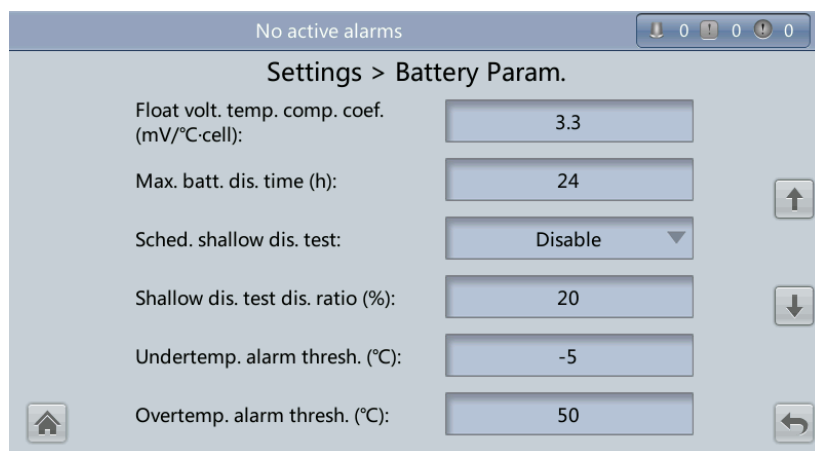 No active alarms
0 0 0
Settings > Battery Param.
Float volt. temp. comp. coef.
(mV/℃·cell):
3.3
Max. batt. dis. time (h):
24
Sched. shallow dis. test:
Disable
Shallow dis. test dis. ratio (%):
20
Undertemp. alarm thresh. (℃):
-5
Overtemp. alarm thresh. (℃):
50